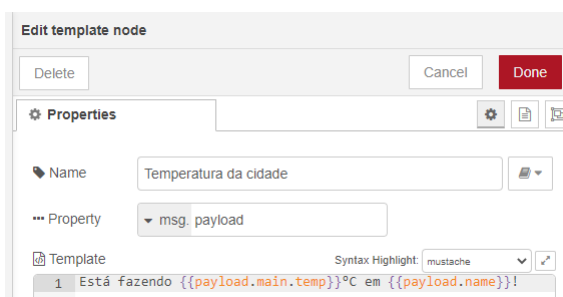 Edit template node
Delete Cancel Done
Properties
Name Temperatura da cidade
Property msg. payload
Template Syntax Highlight: mustache
1 Está fazendo {{payload.main.temp}}ºC em {{payload.name}}!